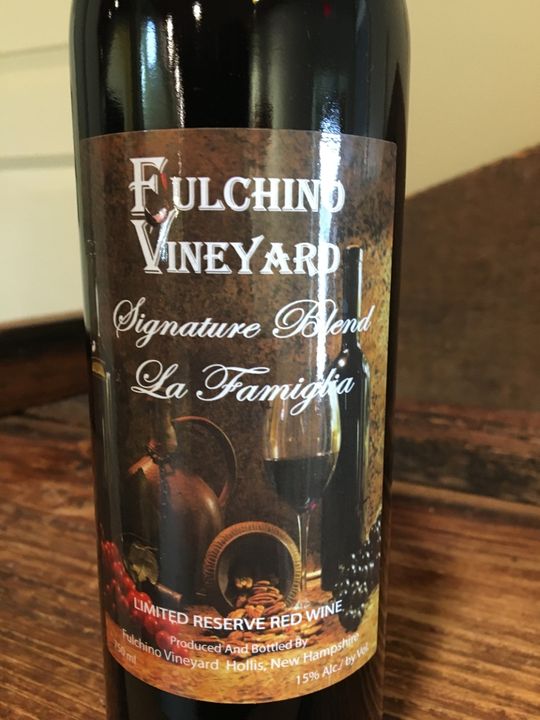 FULCHINO
VINEYARD
Signature Blend
La Famiglia
LIMITED RESERVE RED WINE
Produced And Bottled By
Fulchino Vineyard Hollis, New Hampshire
750 ml
15% Alc./ by Vol.